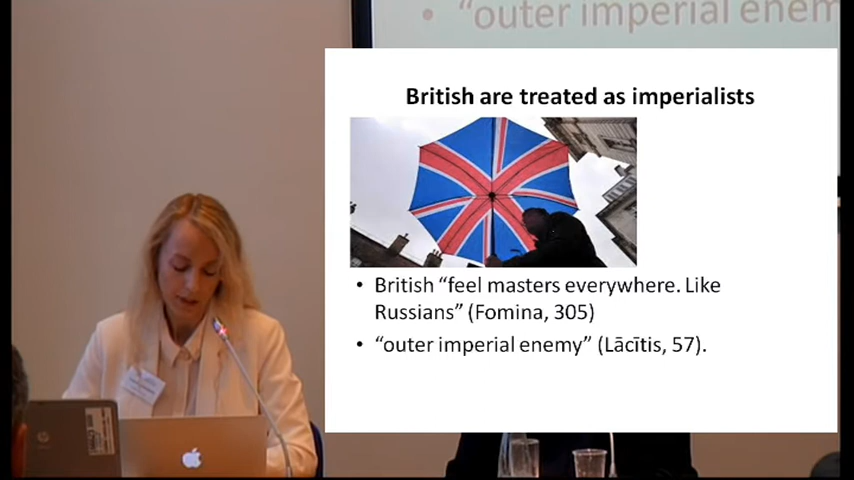 "outer imperial enem
British are treated as imperialists
• British “feel masters everywhere. Like
Russians” (Fomina, 305)
• “outer imperial enemy” (Lācītis, 57).
hp